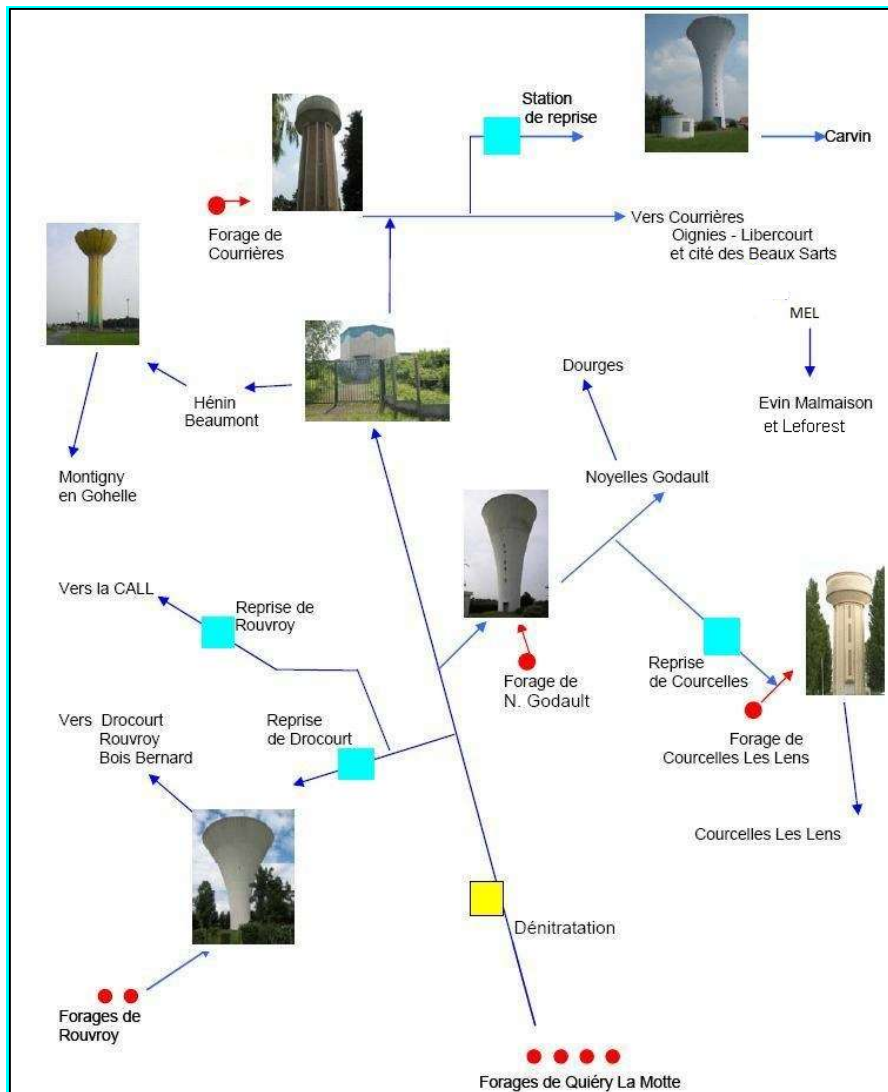 Station
de reprise
Carvin
Forage de
Courrières
Vers Courrières
Oignies - Libercourt
et cité des Beaux Sarts
MEL
Evin Malmaison
et Leforest
Dourges
Hénin
Beaumont
Montigny
en Gohelle
Noyelles Godault
Vers la CALL
Reprise de
Rouvroy
Forage de
N. Godault
Reprise
de Courcelles
Vers Drocourt
Rouvroy
Bois Bernard
Reprise
de Drocourt
Forage de
Courcelles Les Lens
Courcelles Les Lens
Dénitratation
Forages de
Rouvroy
Forages de Quiéry La Motte